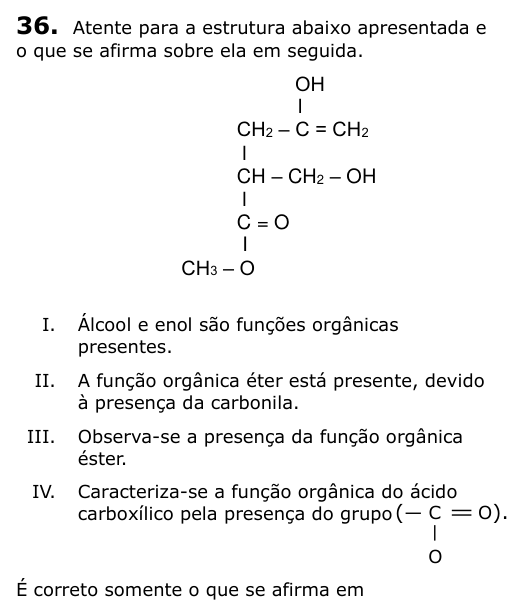 36. Atente para a estrutura abaixo apresentada e
o que se afirma sobre ela em seguida.
OH
|
CH₂ – C = CH₂
|
CH – CH₂ – OH
|
C = O
|
CH₃ – O
I. Álcool e enol são funções orgânicas
presentes.
II. A função orgânica éter está presente, devido
à presença da carbonila.
III. Observa-se a presença da função orgânica
éster.
IV. Caracteriza-se a função orgânica do ácido
carboxílico pela presença do grupo (— C = O).
|
O
É correto somente o que se afirma em